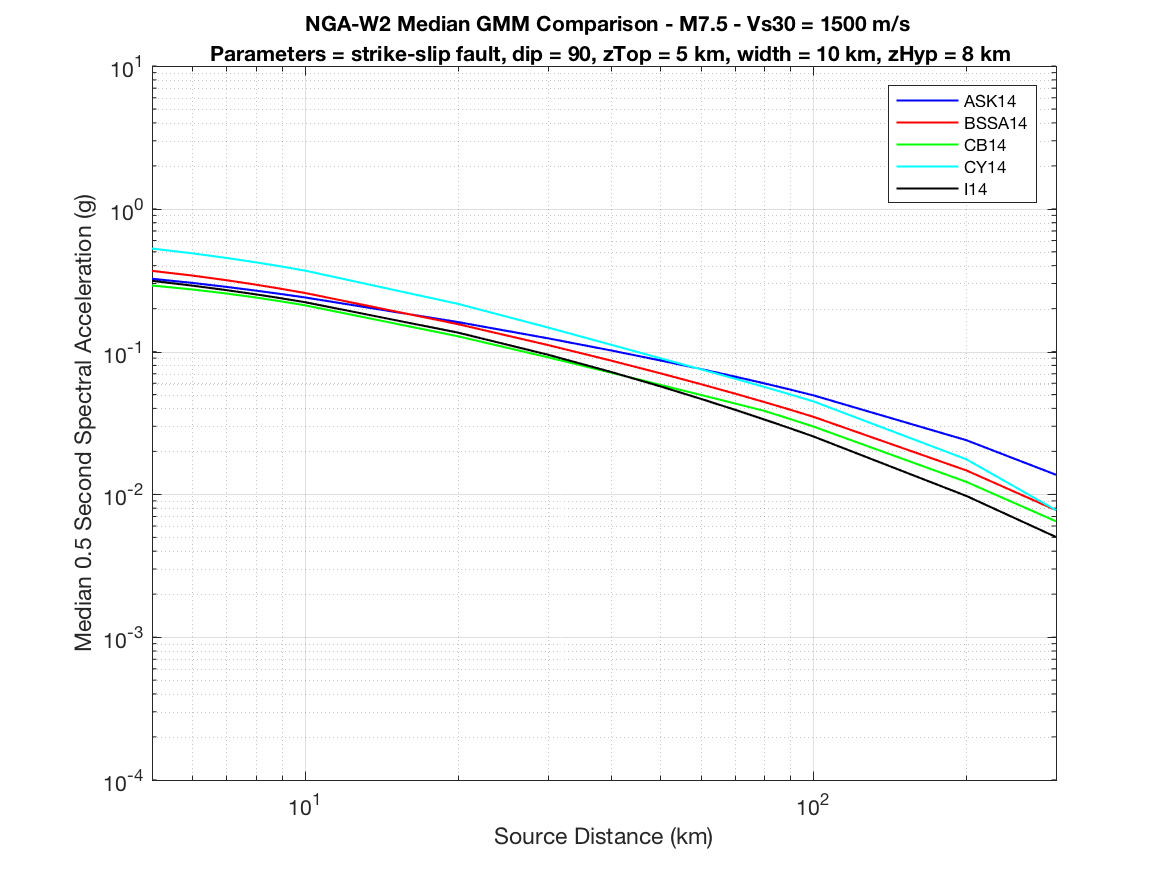 NGA-W2 Median GMM Comparison - M7.5 - Vs30 = 1500 m/s
Parameters = strike-slip fault, dip = 90, zTop = 5 km, width = 10 km, zHyp = 8 km
10^1
10^0
10^-1
10^-2
10^-3
10^-4
Median 0.5 Second Spectral Acceleration (g)
ASK14
BSSA14
CB14
CY14
I14
10^1
10^2
Source Distance (km)